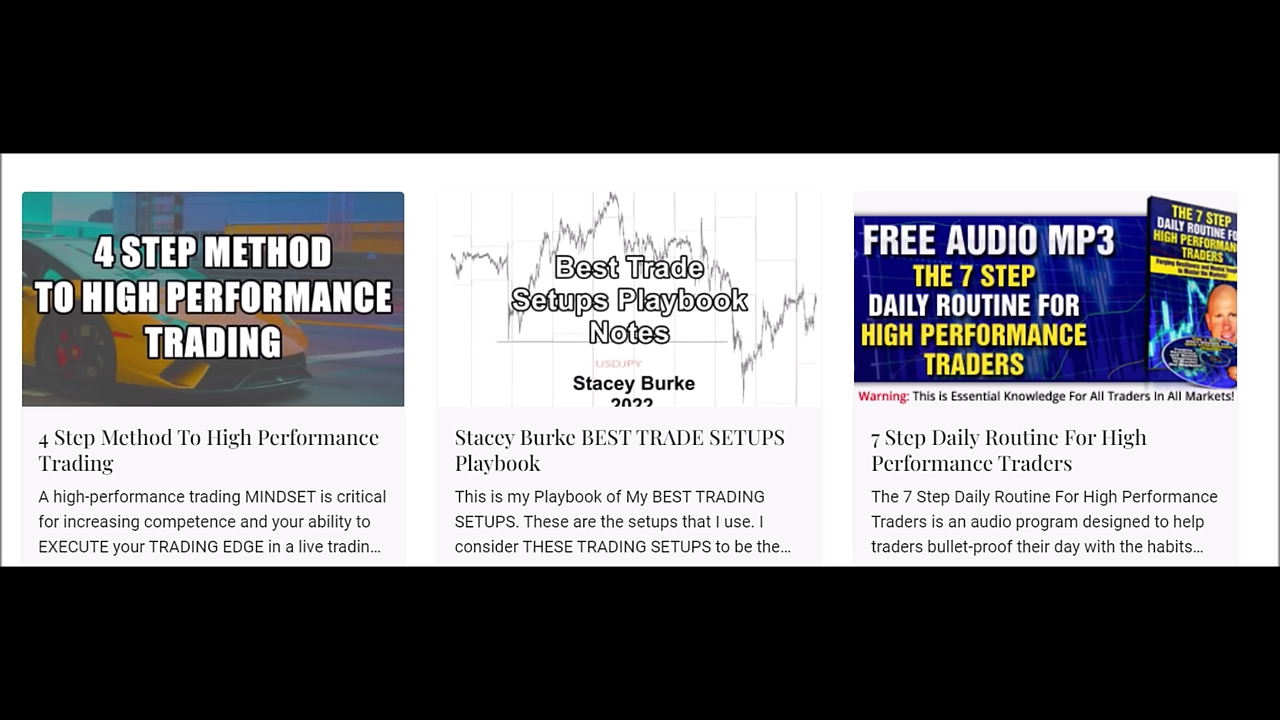 4 STEP METHOD
TO HIGH PERFORMANCE
TRADING
4 Step Method To High Performance
Trading
A high-performance trading MINDSET is critical
for increasing competence and your ability to
EXECUTE your TRADING EDGE in a live tradin…
Best Trade
Setups Playbook
Notes
USDJPY
Stacey Burke
2022
Stacey Burke BEST TRADE SETUPS
Playbook
This is my Playbook of My BEST TRADING
SETUPS. These are the setups that I use. I
consider THESE TRADING SETUPS to be the…
FREE AUDIO MP3
THE 7 STEP
DAILY ROUTINE FOR
HIGH PERFORMANCE
TRADERS
THE 7 STEP
DAILY ROUTINE FO
HIGH PERFORMAN
TRADERS
Warning: This is Essential Knowledge For All Traders In All Markets!
7 Step Daily Routine For High
Performance Traders
The 7 Step Daily Routine For High Performance
Traders is an audio program designed to help
traders bullet-proof their day with the habits…